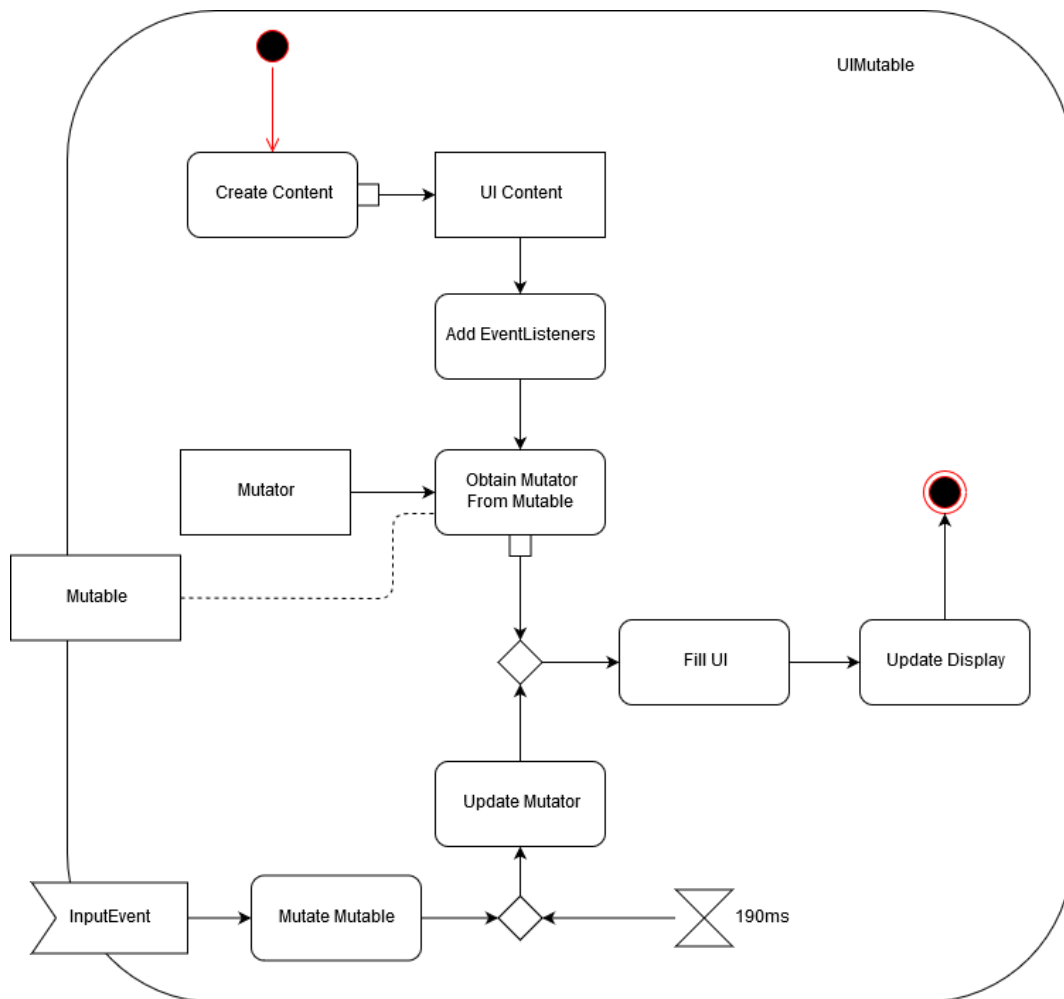 UIMutable
Create Content
UI Content
Add EventListeners
Mutator
Obtain Mutator
From Mutable
Mutable
Fill UI
Update Display
Update Mutator
InputEvent
Mutate Mutable
190ms